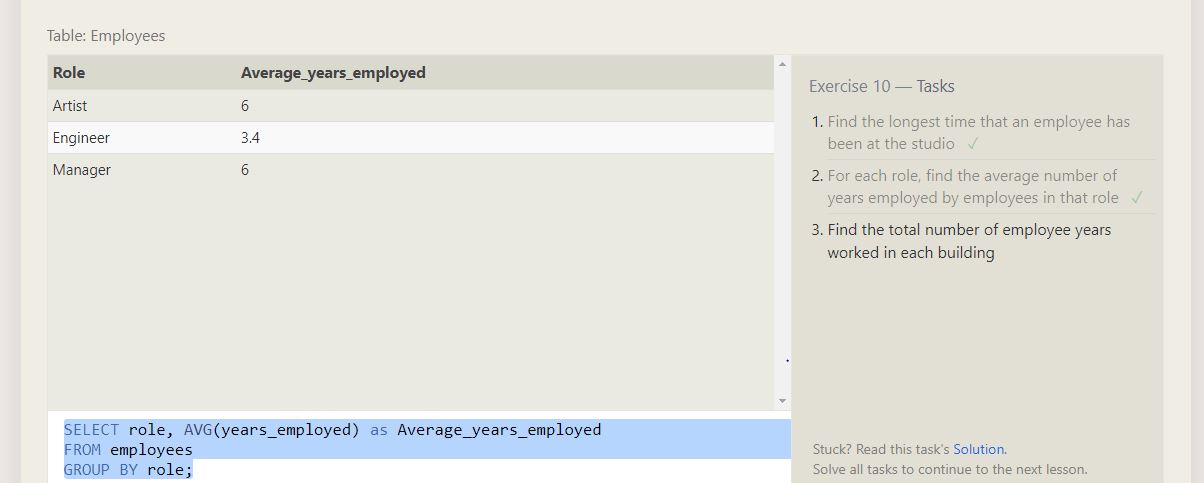 Table: Employees
Role Average_years_employed
Artist 6
Engineer 3.4
Manager 6
SELECT role, AVG(years_employed) as Average_years_employed
FROM employees
GROUP BY role;
Exercise 10 — Tasks
1. Find the longest time that an employee has
been at the studio ✓
2. For each role, find the average number of
years employed by employees in that role ✓
3. Find the total number of employee years
worked in each building
Stuck? Read this task's Solution.
Solve all tasks to continue to the next lesson.